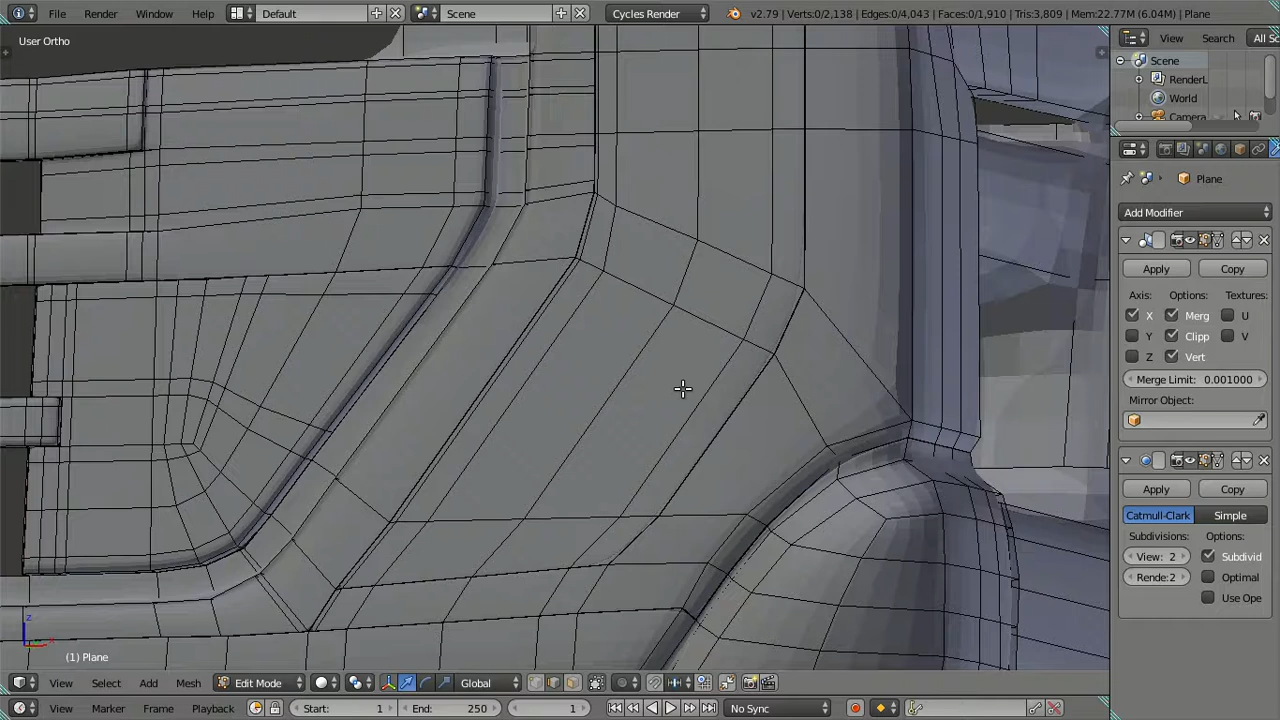 File Render Window Help Default Scene Cycles Render v2.79 | Verts:0/2,138 | Edges:0/4,043 | Faces:0/1,910 | Tris:3,809 | Mem:22.77M (6.04M) | Plane
User Ortho
View Search All Sc
Scene
RenderL
World
Camera
Plane
Add Modifier
Apply Copy
Axis: Options: Textures:
X Merg U
Y Clipp V
Z Vert
Merge Limit: 0.001000
Mirror Object:
Apply Copy
Catmull-Clark Simple
Subdivisions: Options:
View: 2 Subdivid
Rende:2 Optimal
Use Ope
z
x
(1) Plane
View Select Add Mesh Edit Mode Global
View Marker Frame Playback Start: 1 End: 250 1 No Sync